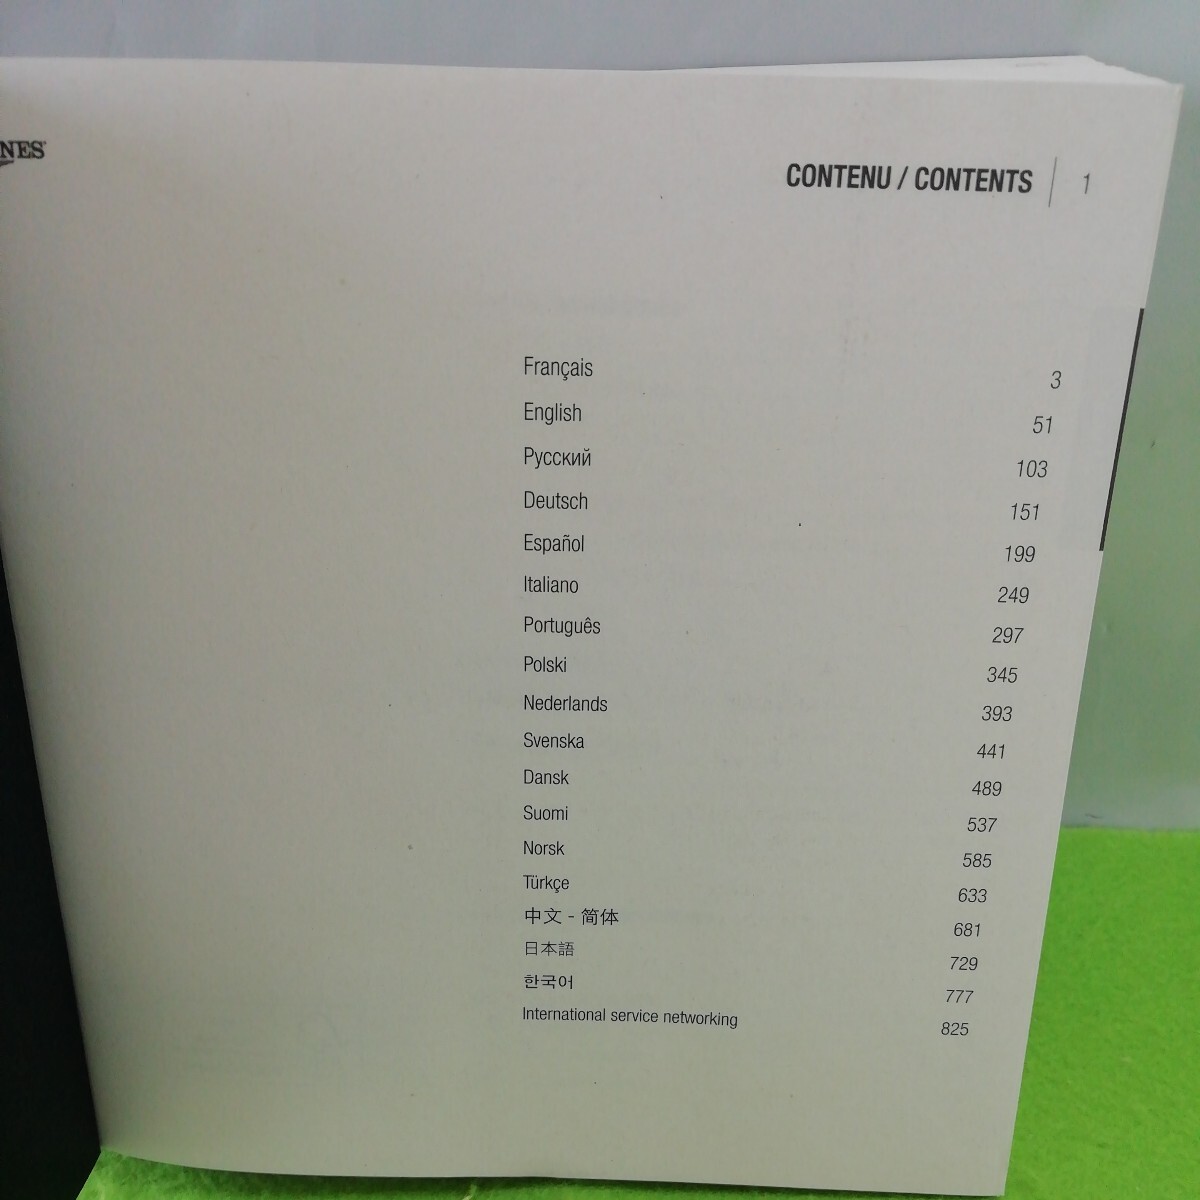 CONTENU / CONTENTS 1
Français 3
English 51
Русский 103
Deutsch 151
Español 199
Italiano 249
Português 297
Polski 345
Nederlands 393
Svenska 441
Dansk 489
Suomi 537
Norsk 585
Türkçe 633
中文 - 简体 681
日本語 729
한국어 777
International service networking 825